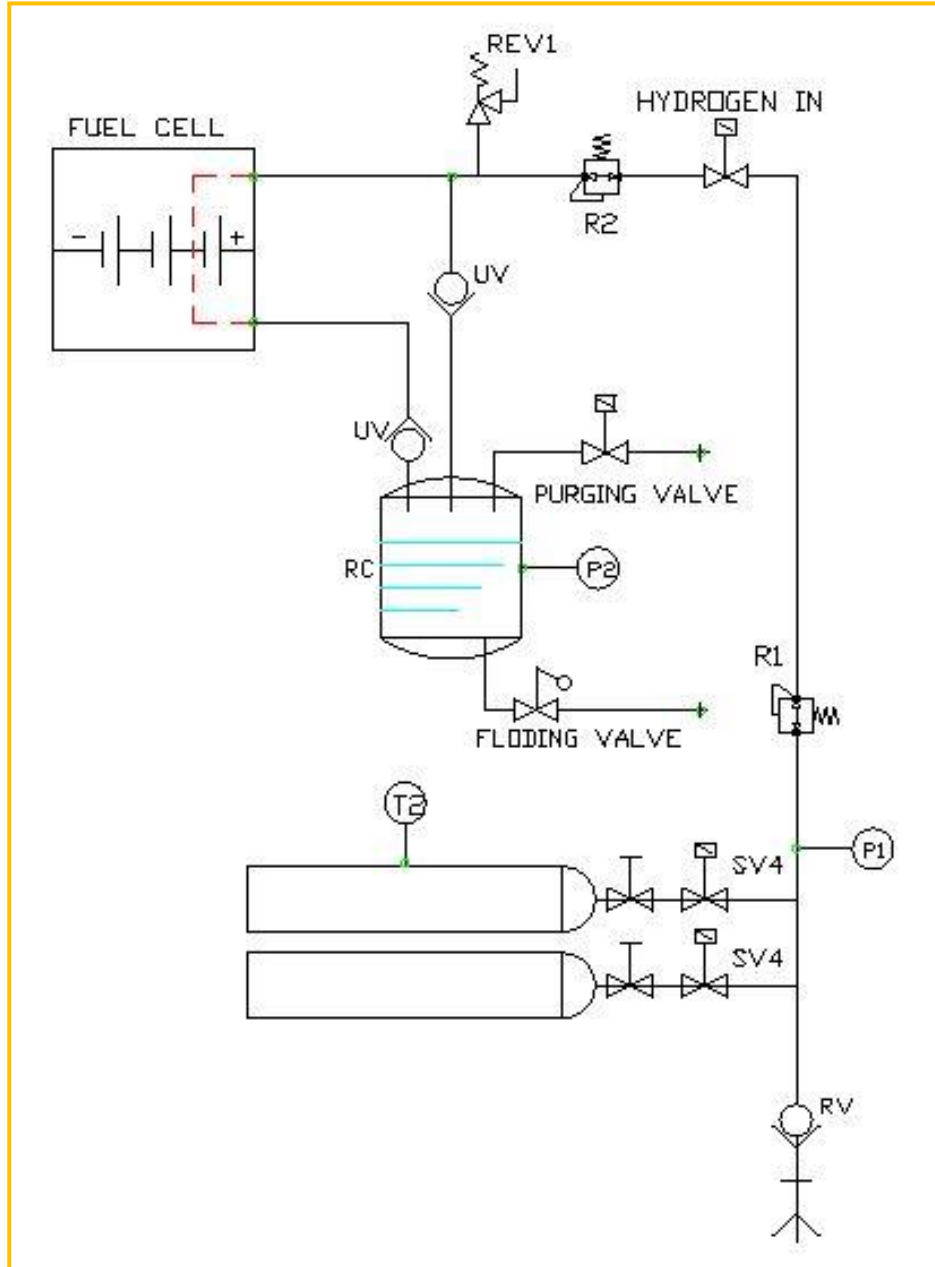 REV1
HYDROGEN IN
FUEL CELL
R2
- +
UV
UV
PURGING VALVE
RC
P2
R1
FLODING VALVE
T2
P1
SV4
SV4
RV